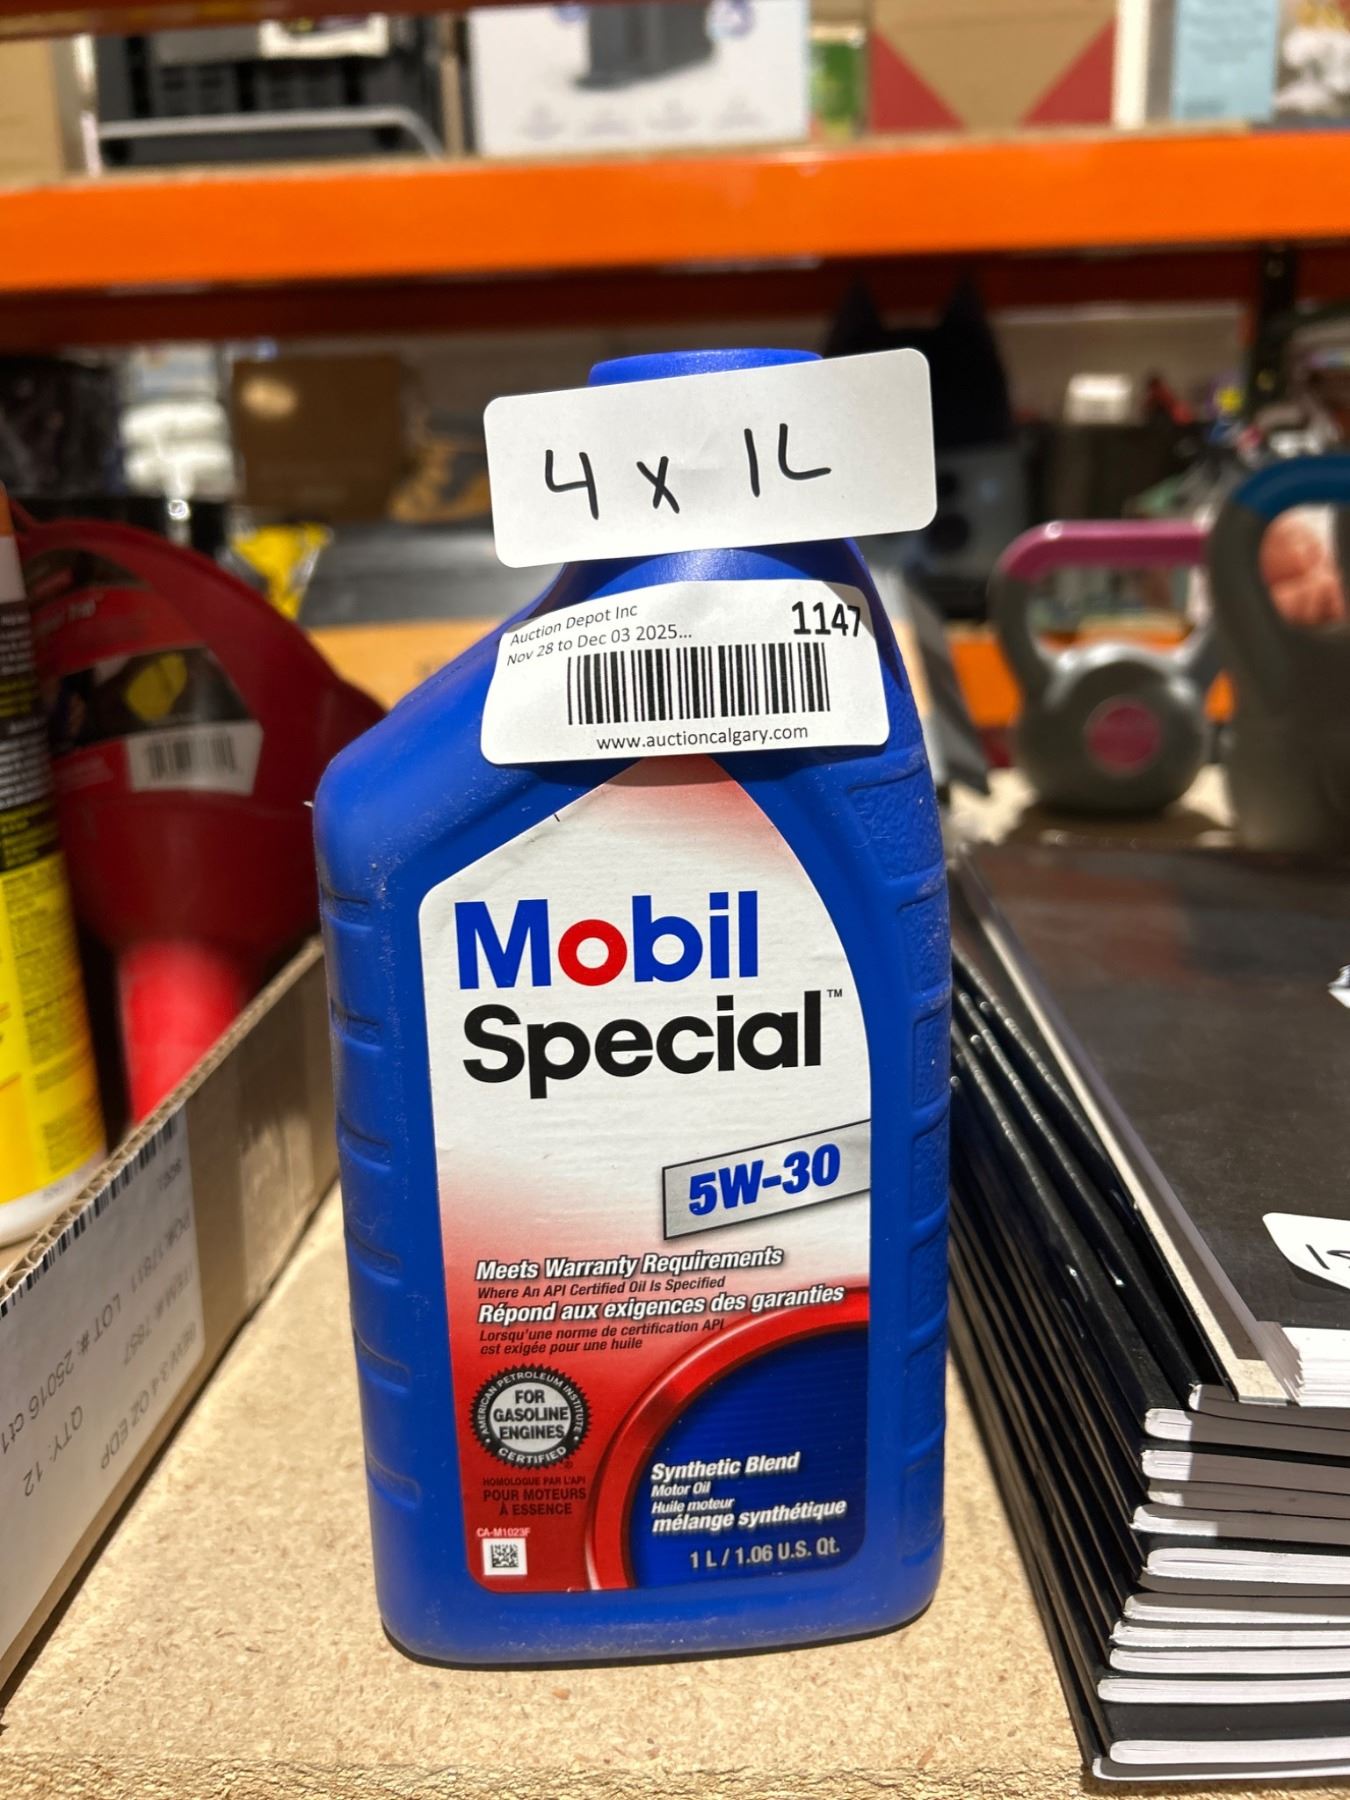 4 x 1L
Auction Depot Inc
Nov 28 to Dec 03 2025...
1147
www.auctioncalgary.com
Mobil
Special™
5W-30
Meets Warranty Requirements
Where An API Certified Oil Is Specified
Répond aux exigences des garanties
Lorsqu'une norme de certification API
est exigée pour une huile
AMERICAN PETROLEUM INSTITUTE
FOR
GASOLINE
ENGINES
CERTIFIED
HOMOLOGUÉ PAR L'API
POUR MOTEURS
À ESSENCE
CA-M1023F
Synthetic Blend
Motor Oil
Huile moteur
mélange synthétique
1 L / 1.06 U.S. Qt.
LOT #: 25016
QTY: 12